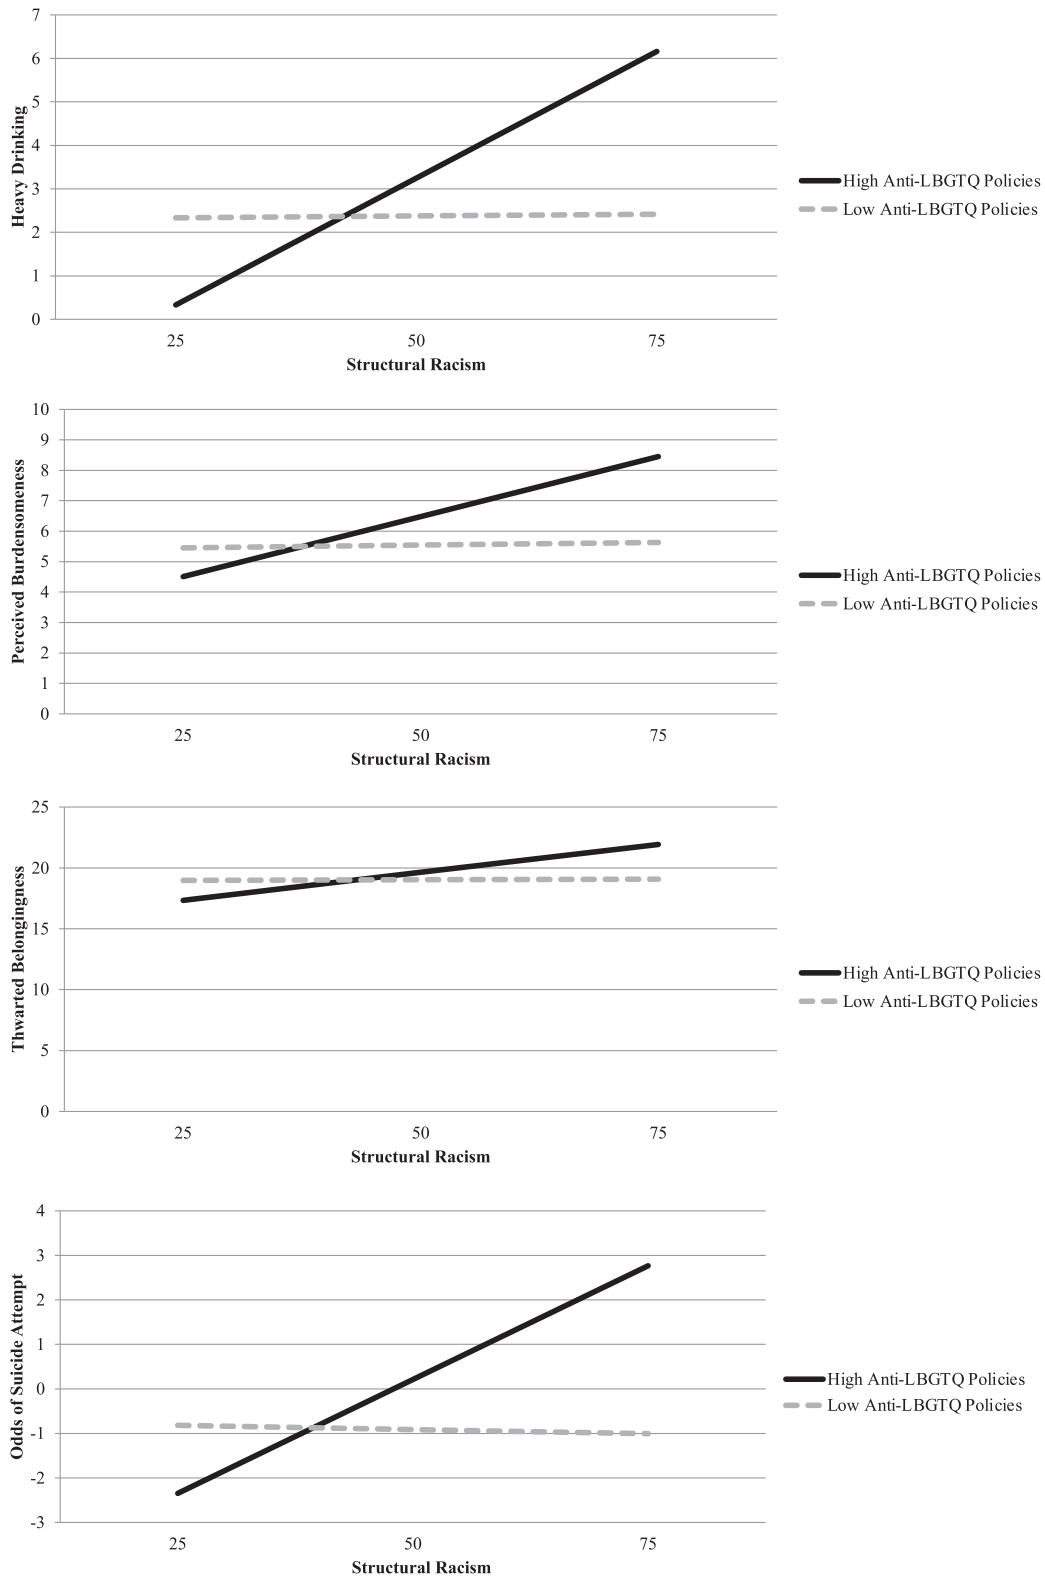 7
6
5
4
3
2
1
0
Heavy Drinking
25 50 75
Structural Racism
High Anti-LBGTQ Policies
Low Anti-LBGTQ Policies
10
9
8
7
6
5
4
3
2
1
0
Perceived Burdensomeness
25 50 75
Structural Racism
High Anti-LBGTQ Policies
Low Anti-LBGTQ Policies
25
20
15
10
5
0
Thwarted Belongingness
25 50 75
Structural Racism
High Anti-LBGTQ Policies
Low Anti-LBGTQ Policies
4
3
2
1
0
-1
-2
-3
Odds of Suicide Attempt
25 50 75
Structural Racism
High Anti-LBGTQ Policies
Low Anti-LBGTQ Policies